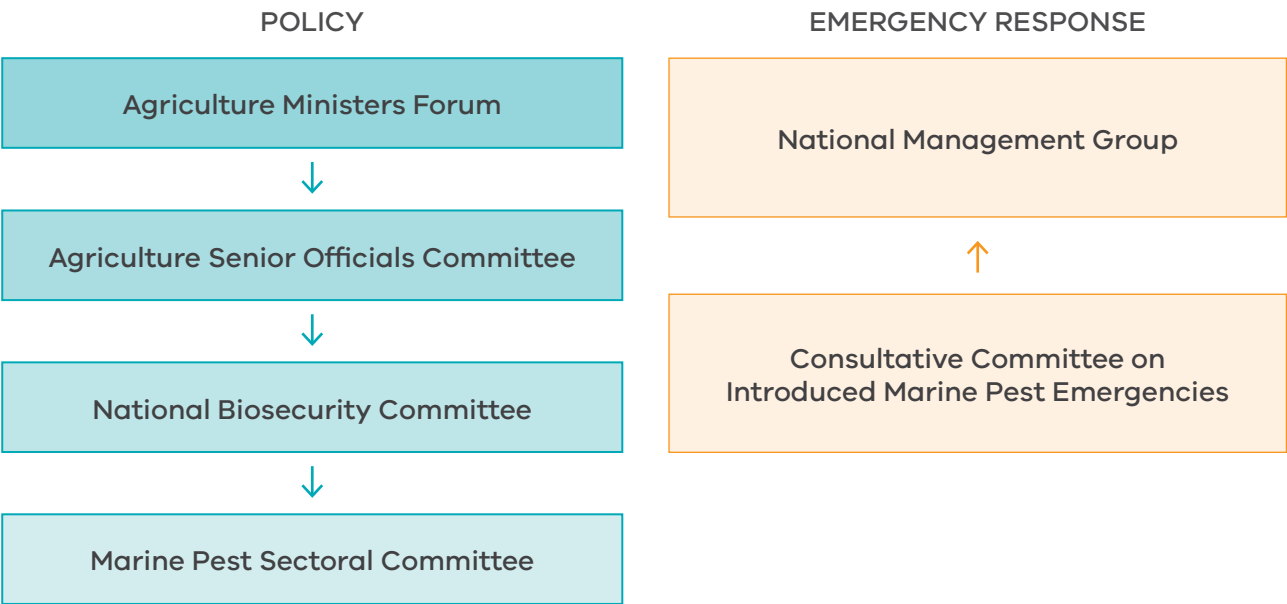 POLICY
Agriculture Ministers Forum
Agriculture Senior Officials Committee
National Biosecurity Committee
Marine Pest Sectoral Committee
EMERGENCY RESPONSE
National Management Group
Consultative Committee on
Introduced Marine Pest Emergencies